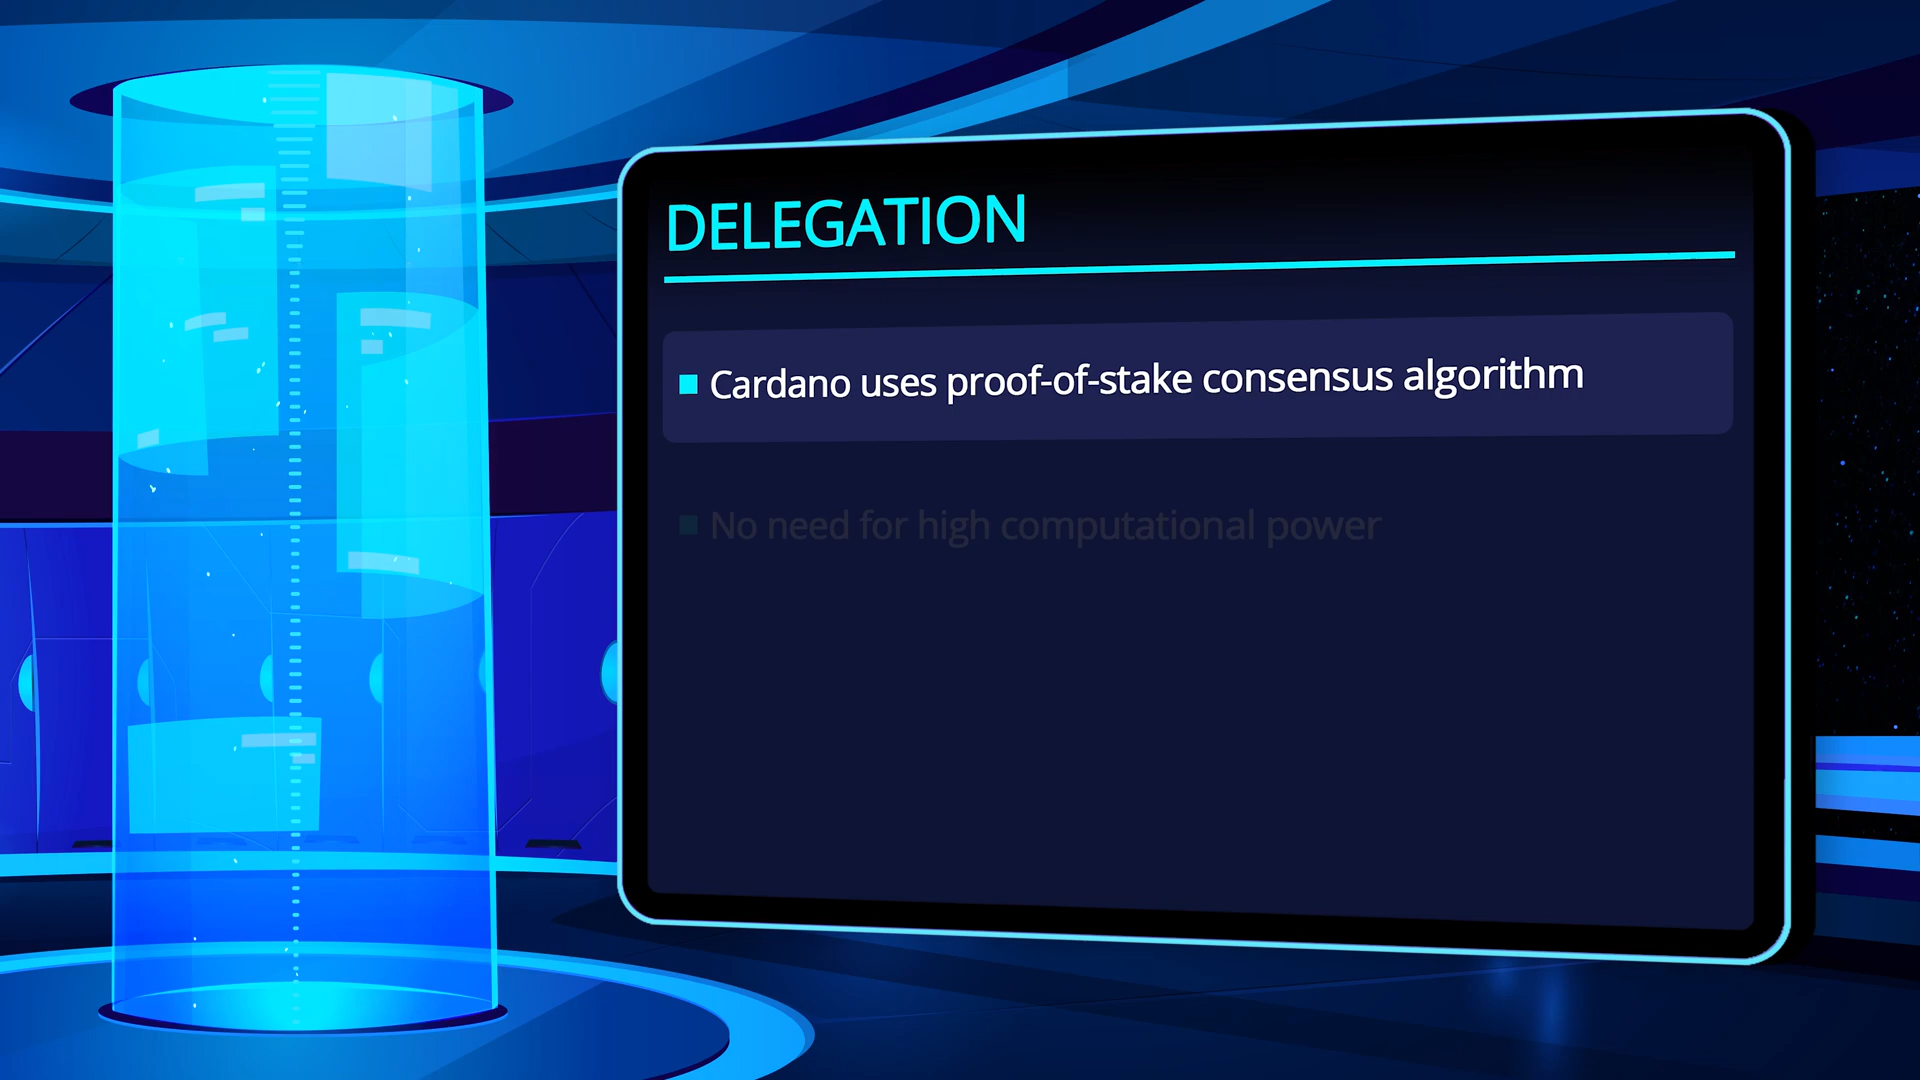 DELEGATION
Cardano uses proof-of-stake consensus algorithm
No need for high computational power